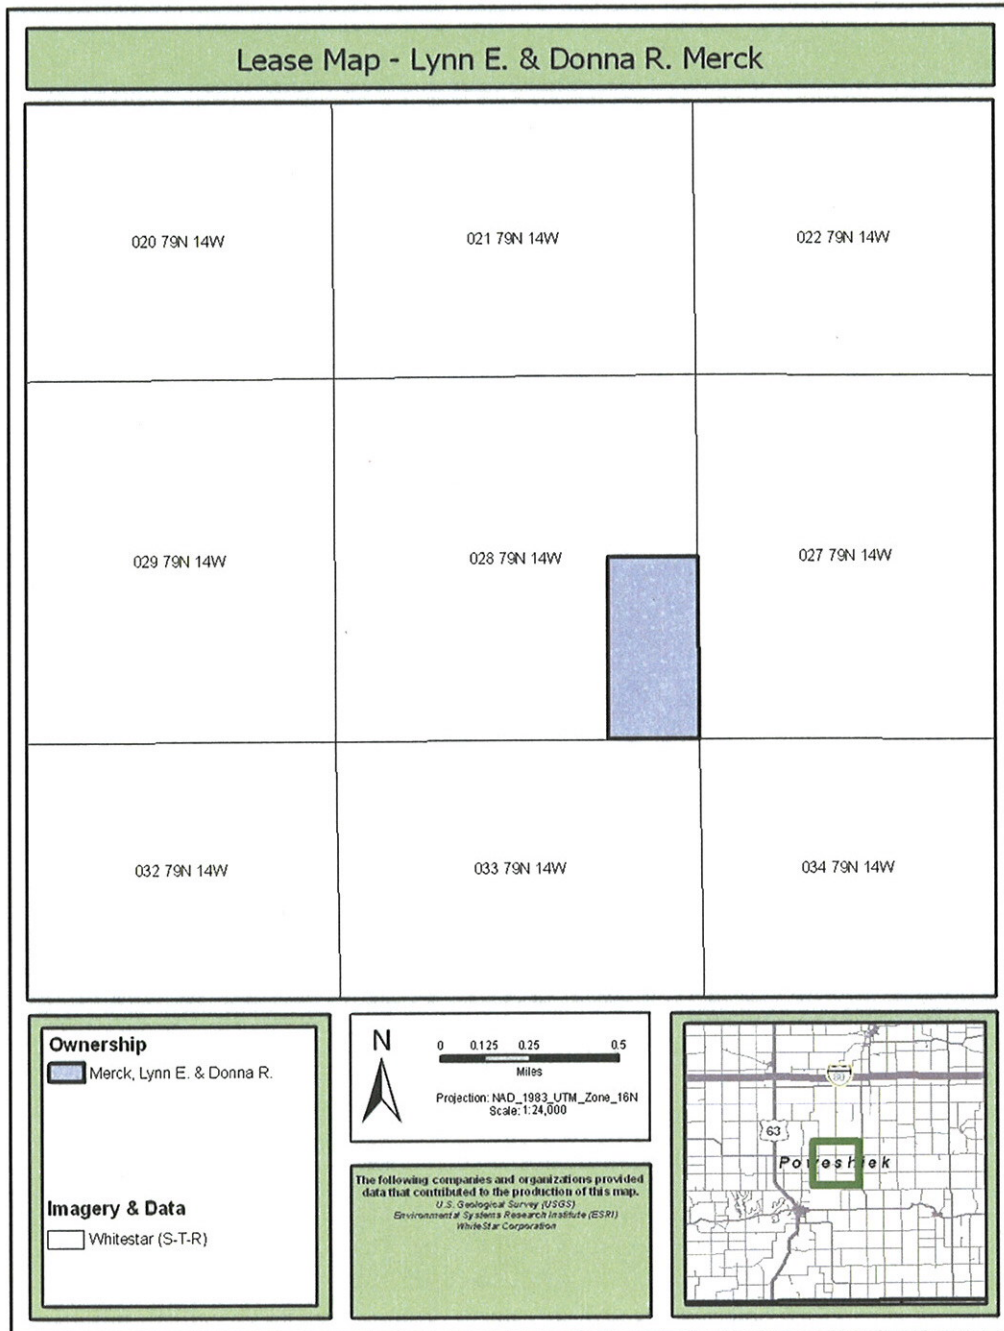 Lease Map - Lynn E. & Donna R. Merck
020 79N 14W
021 79N 14W
022 79N 14W
029 79N 14W
028 79N 14W
027 79N 14W
032 79N 14W
033 79N 14W
034 79N 14W
Ownership
Merck, Lynn E. & Donna R.
Imagery & Data
Whitestar (S-T-R)
N
0 0.125 0.25 0.5
Miles
Projection: NAD_1983_UTM_Zone_16N
Scale: 1:24,000
The following companies and organizations provided
data that contributed to the production of this map.
U.S. Geological Survey (USGS)
Environmental Systems Research Institute (ESRI)
WhiteStar Corporation
80
63
Poweshiek